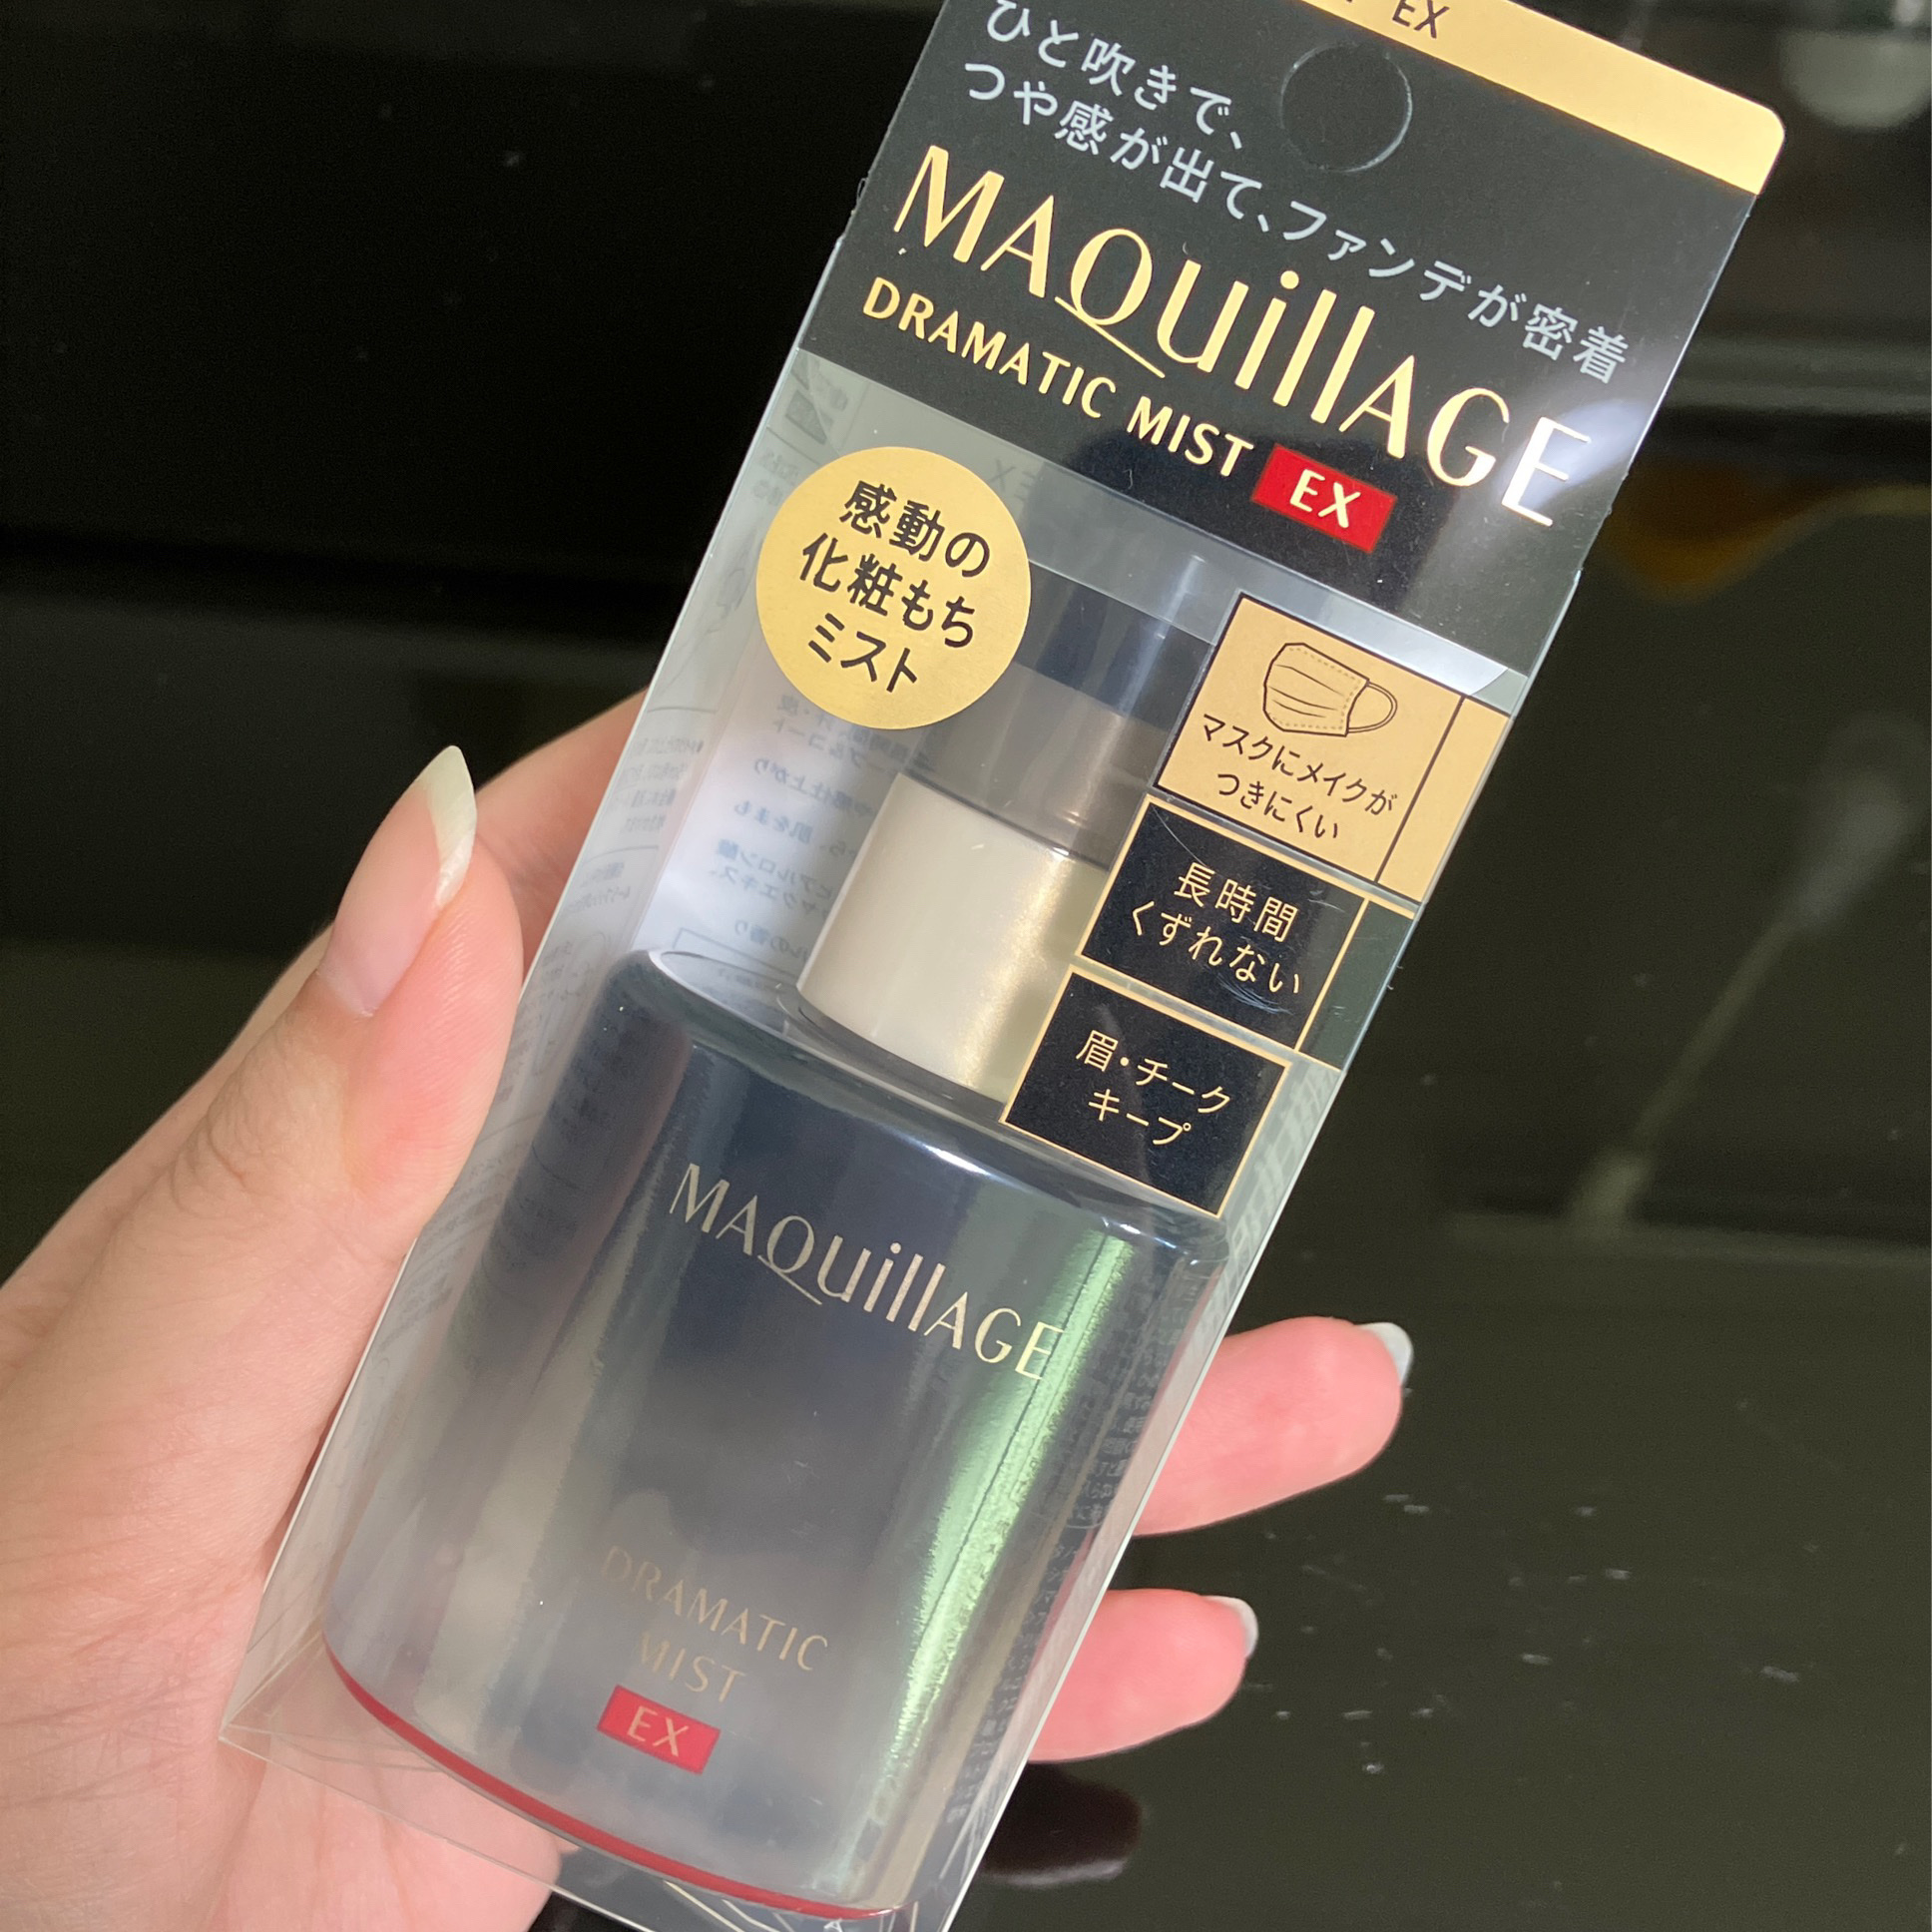 EX
ひと吹きで、
つや感が出て、ファンデが密着
MAQuillAGE
DRAMATIC MIST EX
感動の
化粧もち
ミスト
マスクにメイクが
つきにくい
長時間
くずれない
眉・チーク
キープ
MAQuillAGE
DRAMATIC
MIST
EX